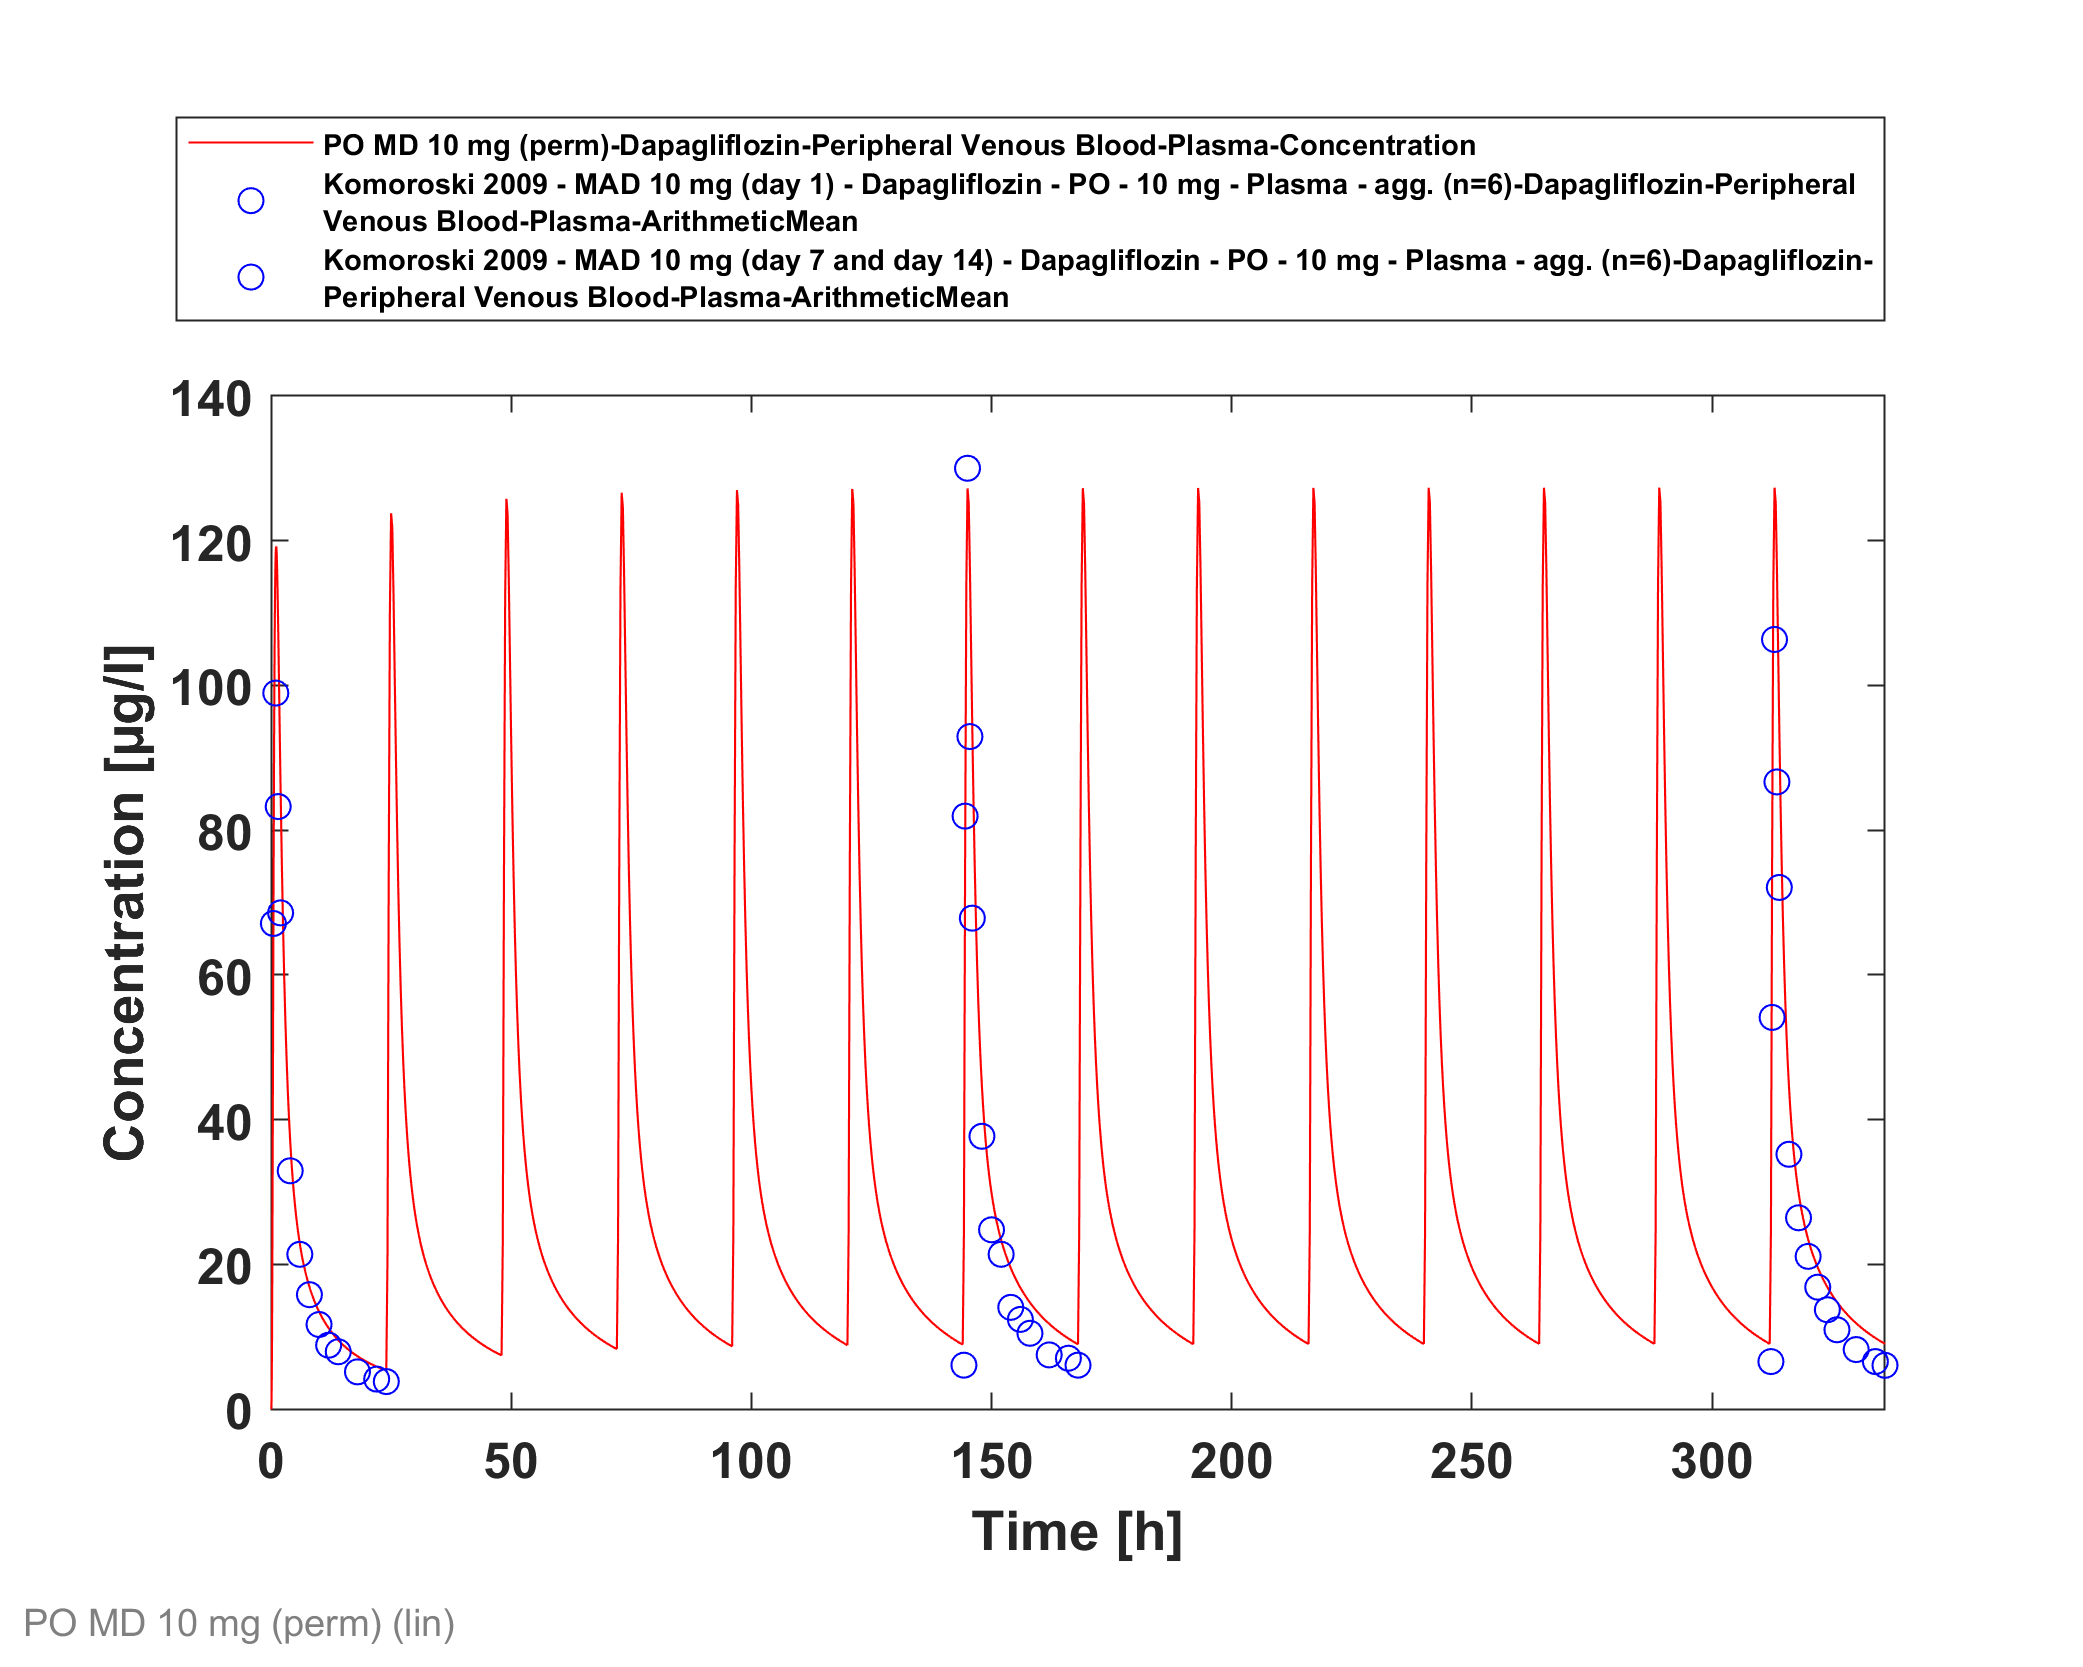 PO MD 10 mg (perm)-Dapagliflozin-Peripheral Venous Blood-Plasma-Concentration
Komoroski 2009 - MAD 10 mg (day 1) - Dapagliflozin - PO - 10 mg - Plasma - agg. (n=6)-Dapagliflozin-Peripheral
Venous Blood-Plasma-ArithmeticMean
Komoroski 2009 - MAD 10 mg (day 7 and day 14) - Dapagliflozin - PO - 10 mg - Plasma - agg. (n=6)-Dapagliflozin-
Peripheral Venous Blood-Plasma-ArithmeticMean
140
120
100
80
60
40
20
0
Concentration [µg/l]
0 50 100 150 200 250 300
Time [h]
PO MD 10 mg (perm) (lin)